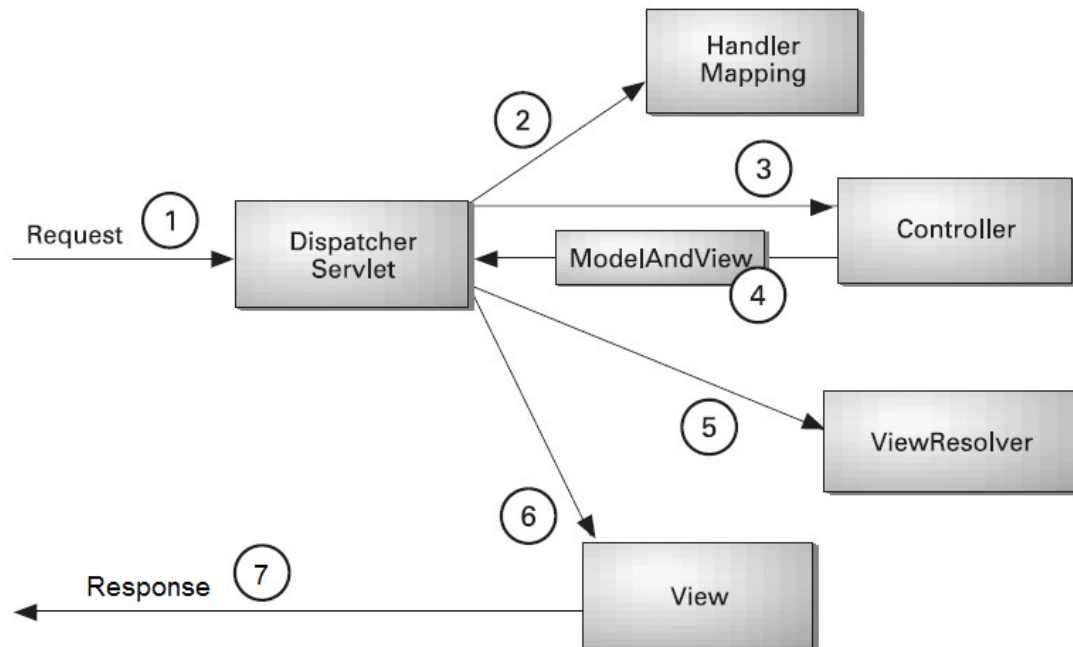 Handler
Mapping
2
3
1
Request
Dispatcher
Servlet
Controller
ModelAndView
4
5
ViewResolver
6
7
Response
View